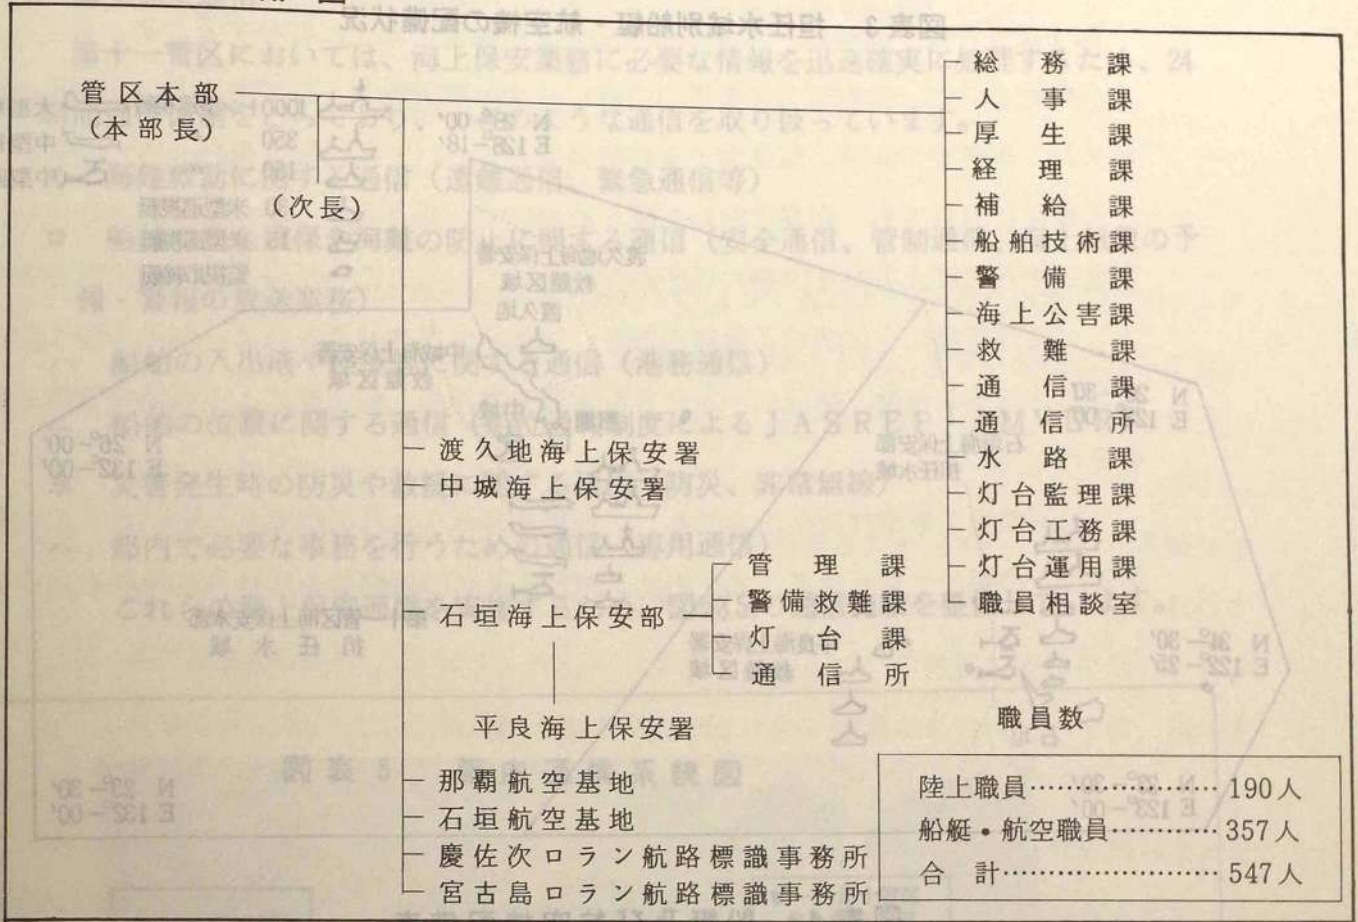 管区本部
(本部長)
(次長)
総務課
人事課
厚生課
経理課
補給課
船舶技術課
警備課
海上公害課
救難課
通信課
通信所
水路課
灯台監理課
灯台工務課
灯台運用課
職員相談室
渡久地海上保安署
中城海上保安署
石垣海上保安部
管理課
警備救難課
灯台課
通信所
平良海上保安署
那覇航空基地
石垣航空基地
慶佐次ロラン航路標識事務所
宮古島ロラン航路標識事務所
職員数
陸上職員………………190人
船艇・航空職員…………357人
合計……………………547人